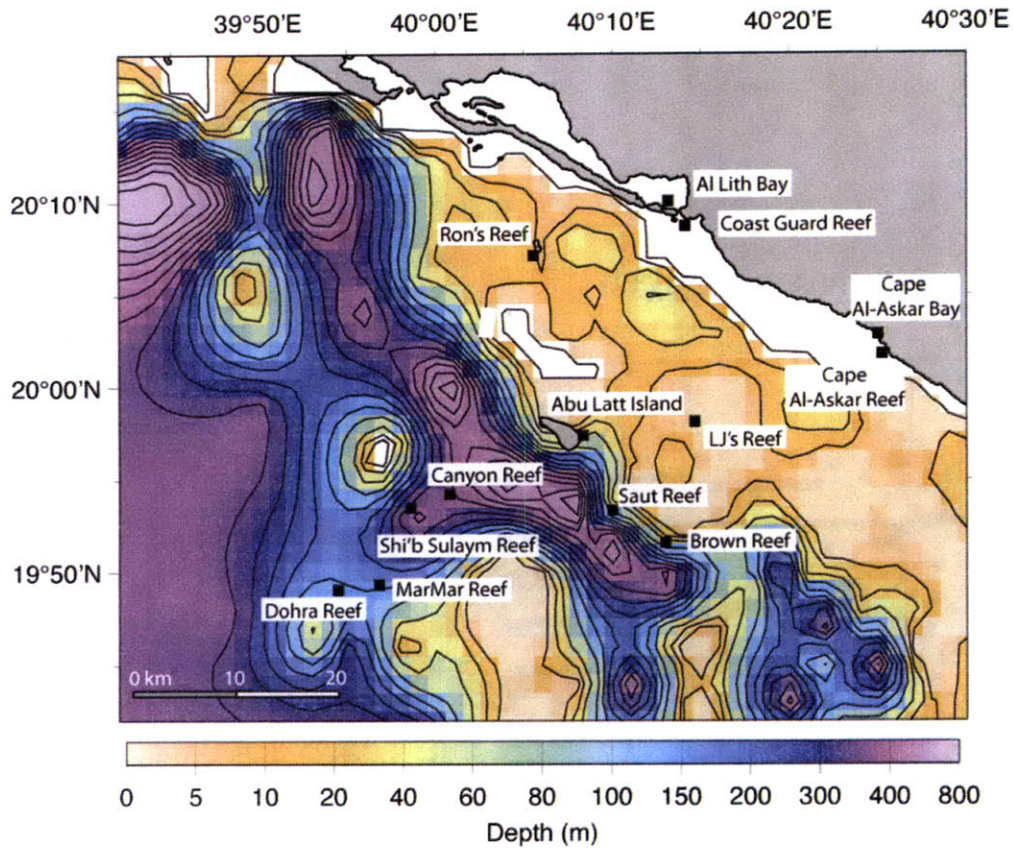 39°50'E 40°00'E 40°10'E 40°20'E 40°30'E
20°10'N
20°00'N
19°50'N
Al Lith Bay
Coast Guard Reef
Ron's Reef
Cape
Al-Askar Bay
Cape
Al-Askar Reef
Abu Latt Island
LJ's Reef
Canyon Reef
Saut Reef
Shi'b Sulaym Reef
Brown Reef
MarMar Reef
Dohra Reef
0 km 10 20
0 5 10 20 40 60 80 100 150 200 300 400 800
Depth (m)